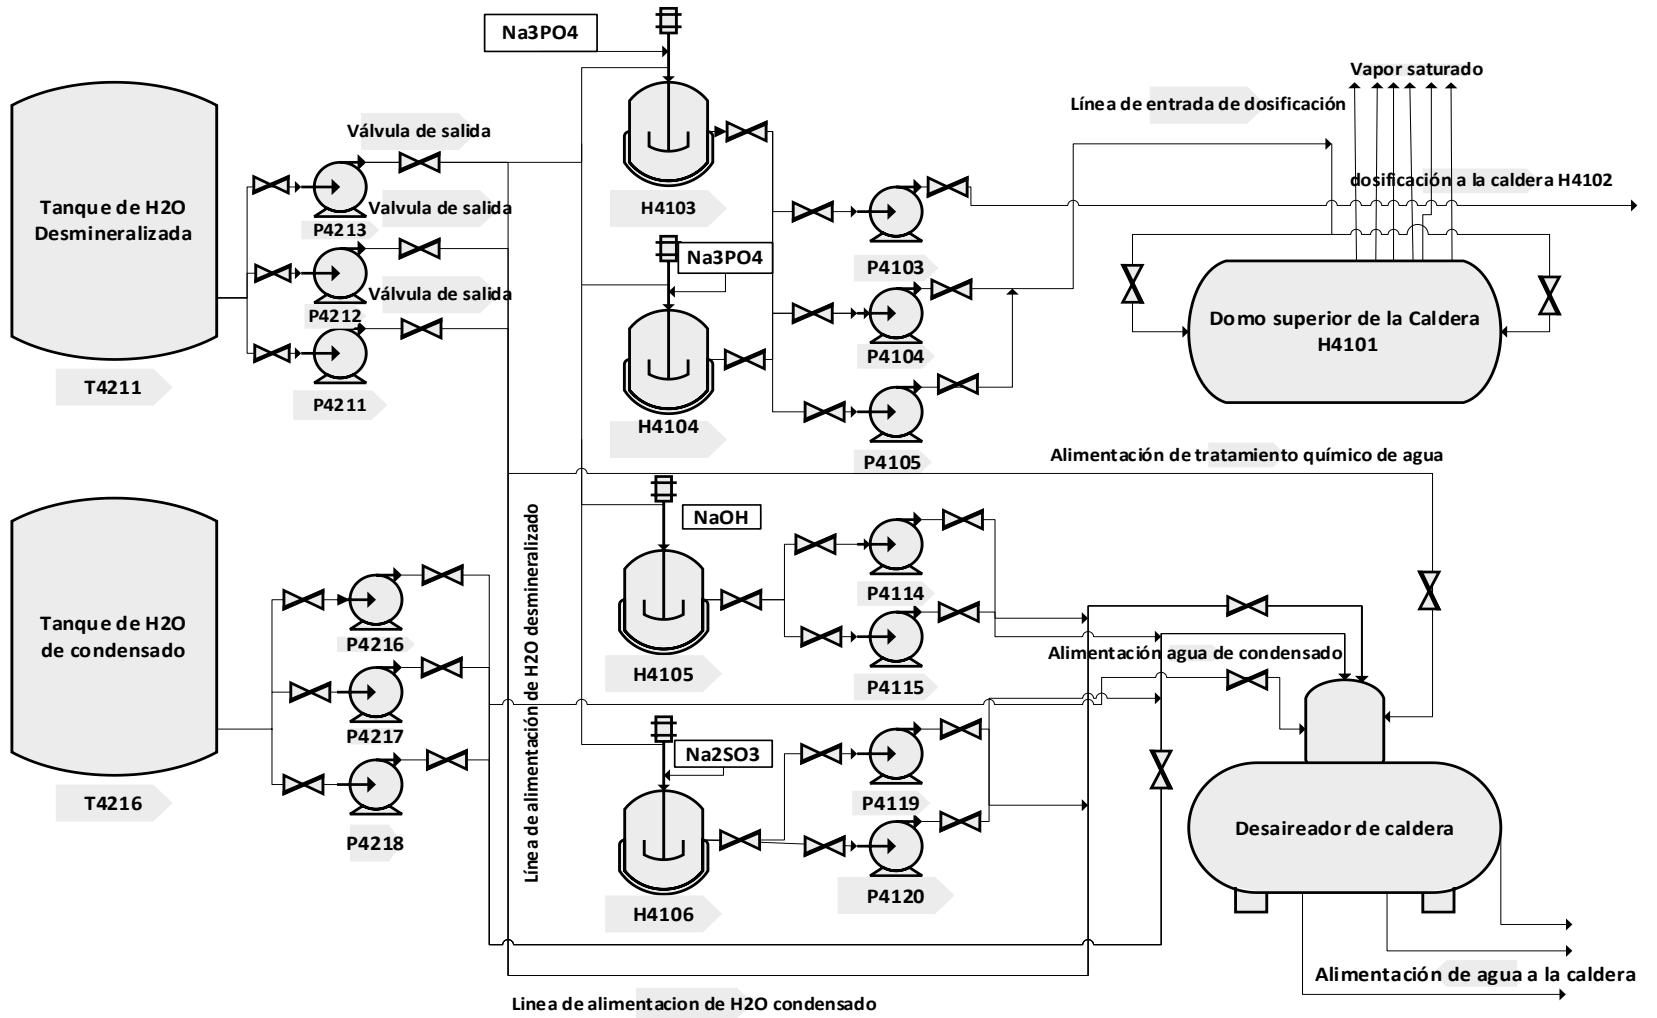 Na3PO4
Vapor saturado
Línea de entrada de dosificación
Válvula de salida
dosificación a la caldera H4102
Tanque de H2O
Desmineralizada
Valvula de salida
H4103
P4213
Na3PO4
P4103
Válvula de salida
P4212
Domo superior de la Caldera
H4101
P4104
T4211
P4211
H4104
P4105
Alimentación de tratamiento químico de agua
NaOH
Línea de alimentación de H2O desmineralizado
P4114
Tanque de H2O
de condensado
P4216
Alimentación agua de condensado
H4105
P4115
P4217
Na2SO3
T4216
P4119
Desaireador de caldera
P4218
P4120
H4106
Alimentación de agua a la caldera
Linea de alimentacion de H2O condensado